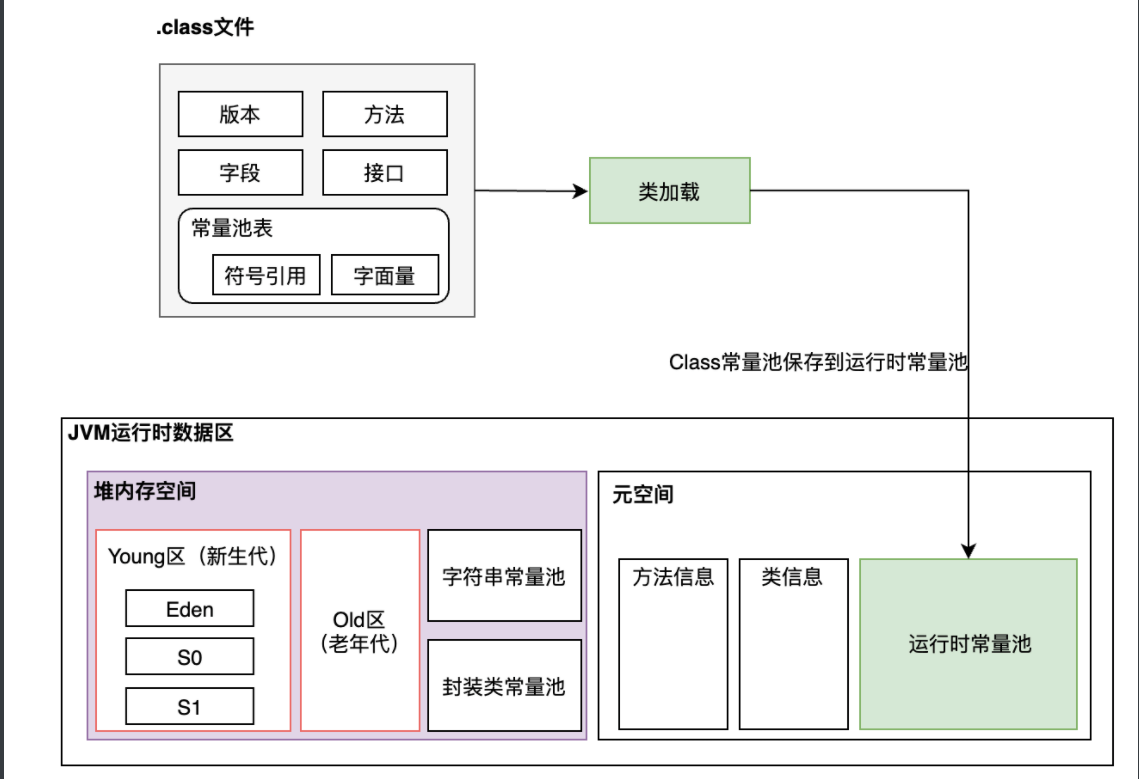 .class文件
版本
方法
字段
接口
常量池表
符号引用
字面量
类加载
Class常量池保存到运行时常量池
JVM运行时数据区
堆内存空间
Young区（新生代）
Eden
S0
S1
Old区
（老年代）
字符串常量池
封装类常量池
元空间
方法信息
类信息
运行时常量池